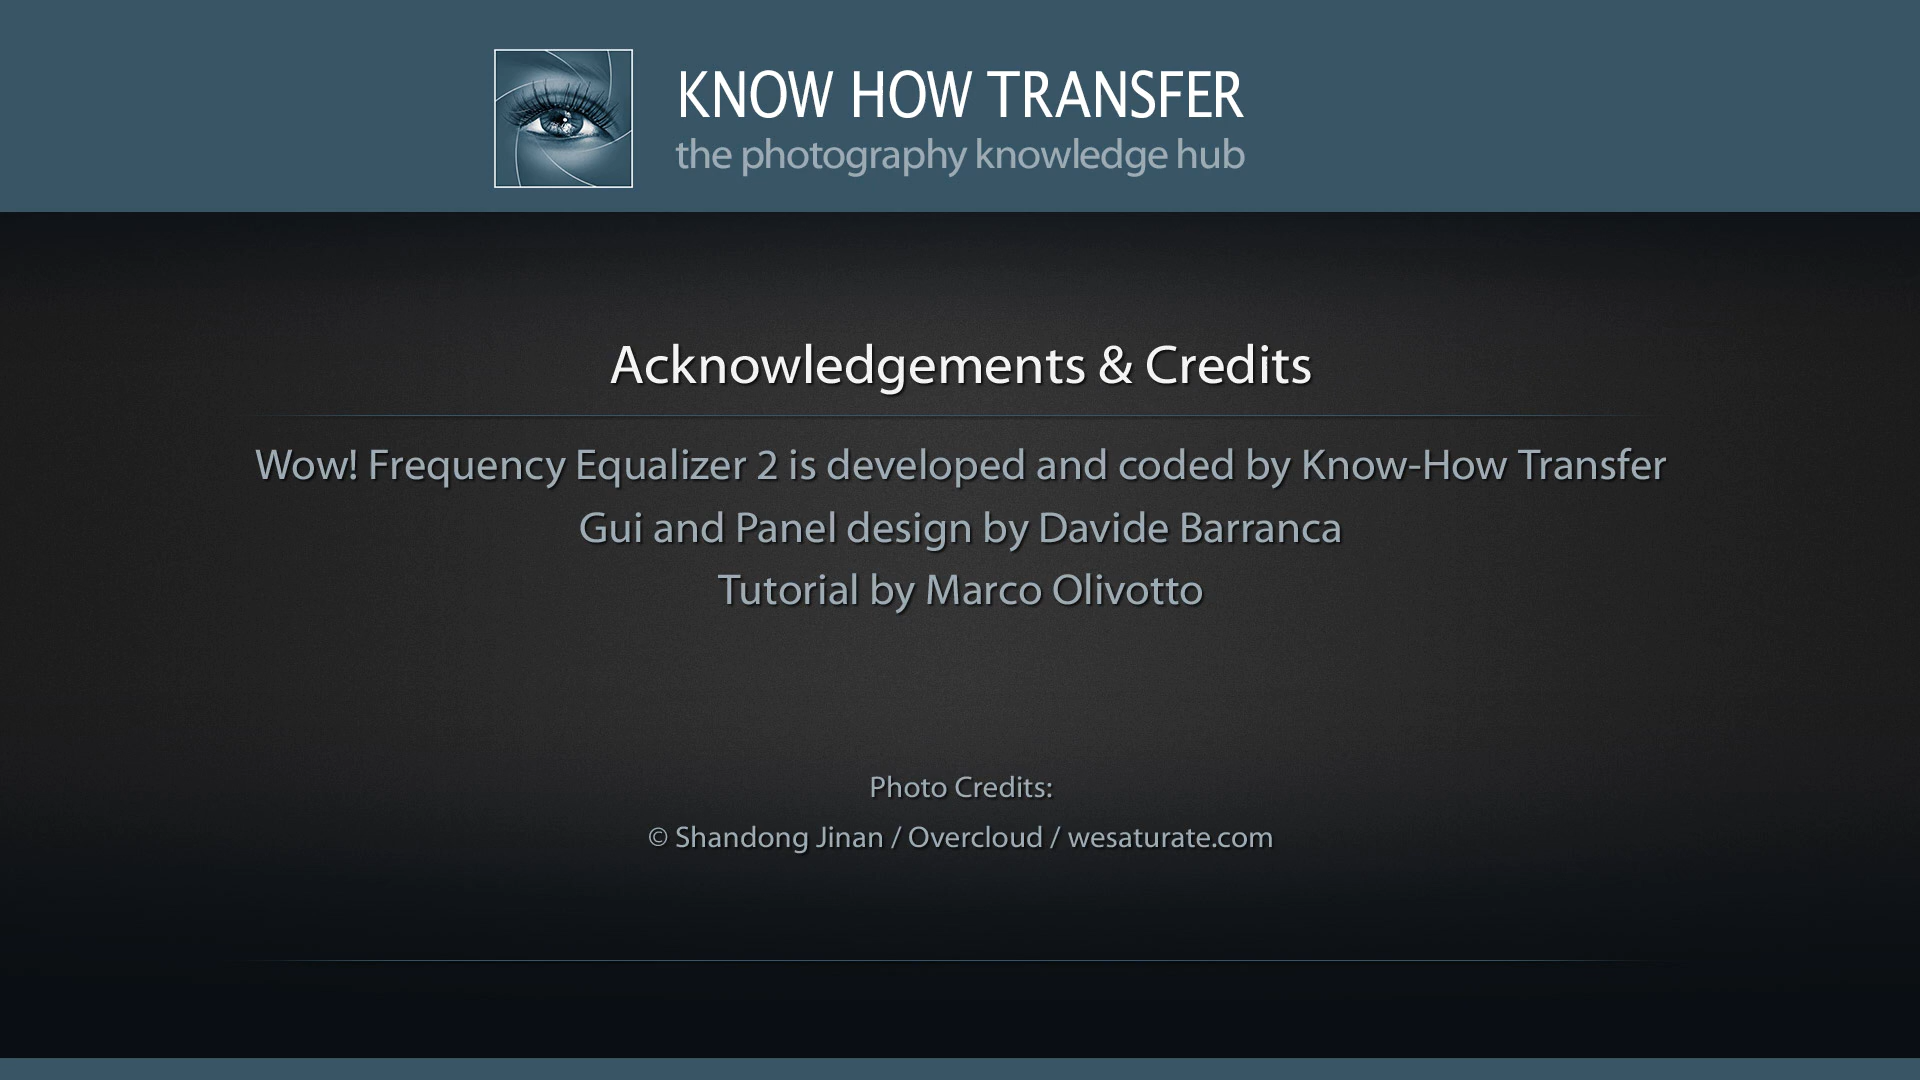 KNOW HOW TRANSFER
the photography knowledge hub
Acknowledgements & Credits
Wow! Frequency Equalizer 2 is developed and coded by Know-How Transfer
Gui and Panel design by Davide Barranca
Tutorial by Marco Olivotto
Photo Credits:
© Shandong Jinan / Overcloud / wesaturate.com